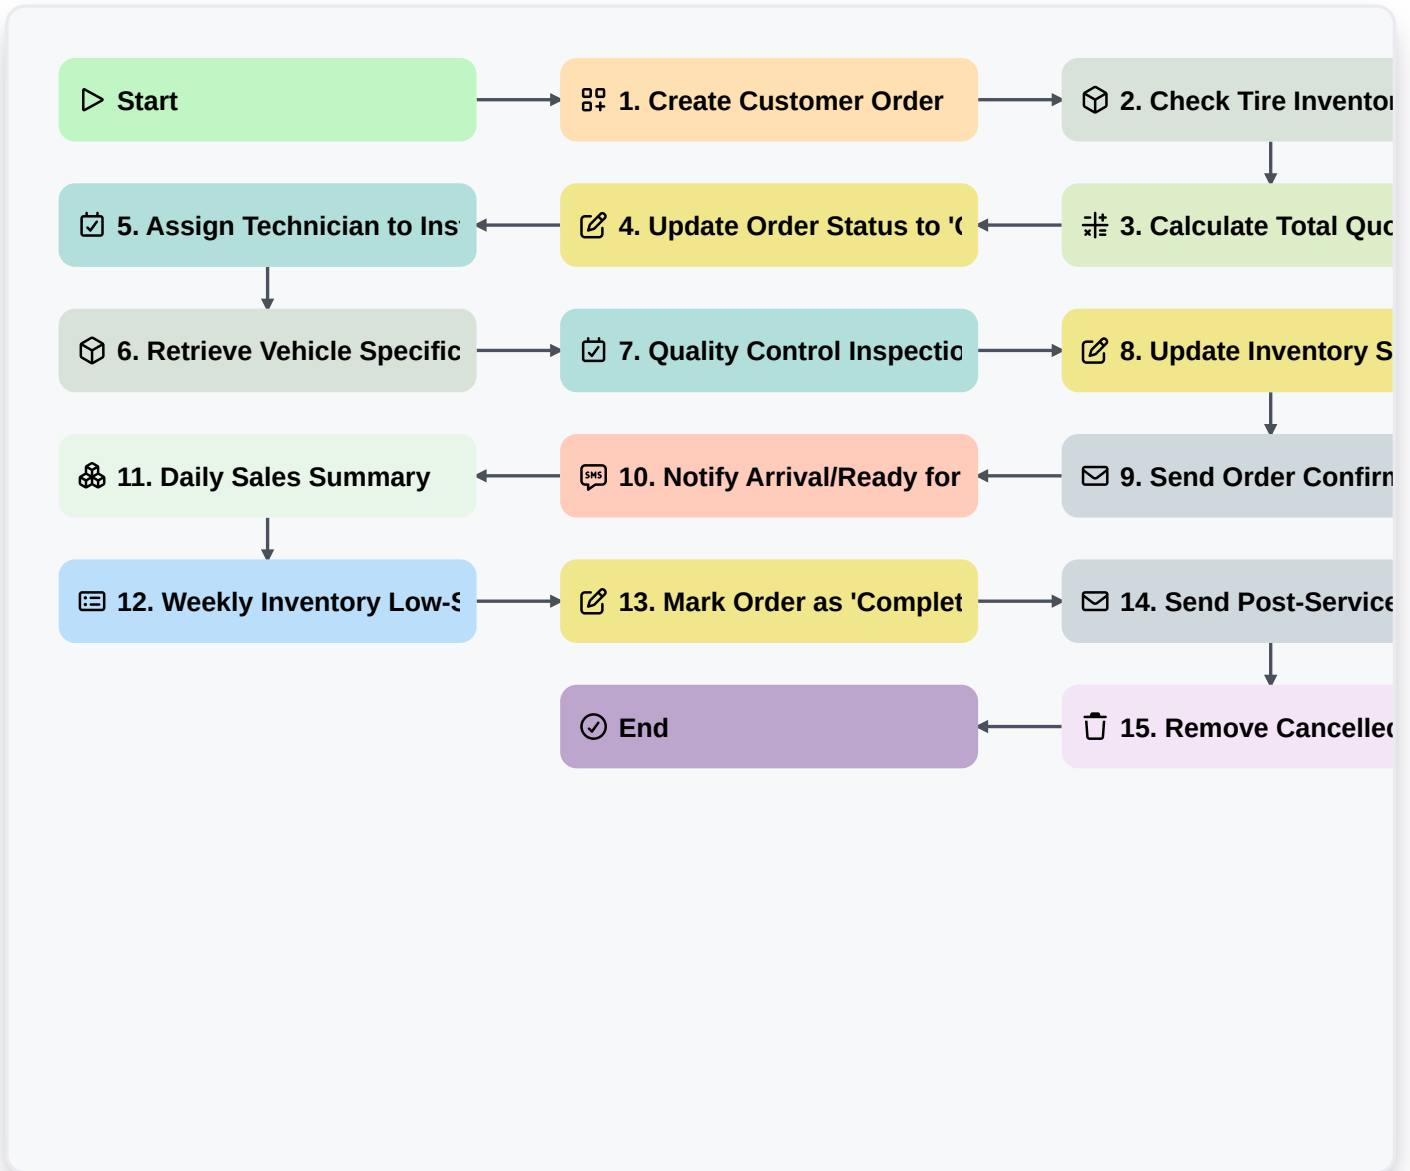 Start
1. Create Customer Order
2. Check Tire Inventor
5. Assign Technician to Ins
4. Update Order Status to '
3. Calculate Total Quo
6. Retrieve Vehicle Specific
7. Quality Control Inspectio
8. Update Inventory S
11. Daily Sales Summary
SMS
10. Notify Arrival/Ready for
9. Send Order Confirm
12. Weekly Inventory Low-S
13. Mark Order as 'Complet
14. Send Post-Service
End
15. Remove Cancelled